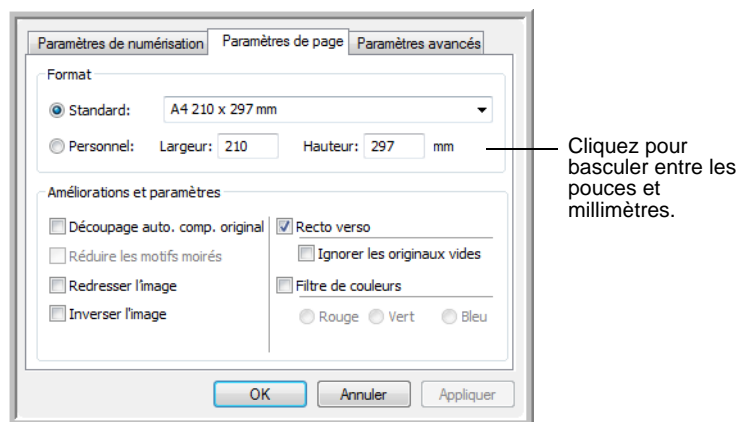 Paramètres de numérisation Paramètres de page Paramètres avancés
Format
Standard: A4 210 x 297 mm
Personnel: Largeur: 210 Hauteur: 297 mm
Cliquez pour
basculer entre les
pouces et
millimètres.
Améliorations et paramètres
Découpage auto. comp. original
Réduire les motifs moirés
Redresser l'image
Inverser l'image
Recto verso
Ignorer les originaux vides
Filtre de couleurs
Rouge Vert Bleu
OK Annuler Appliquer